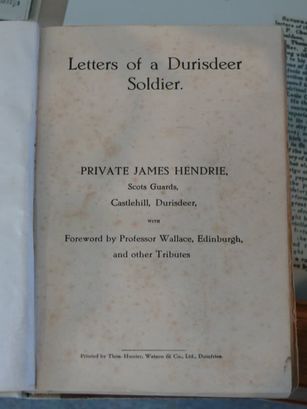 Letters of a Durisdeer
Soldier.
PRIVATE JAMES HENDRIE,
Scots Guards,
Castlehill, Durisdeer,
WITH
Foreword by Professor Wallace, Edinburgh,
and other Tributes
Printed by Thos. Hunter, Watson & Co., Ltd., Dumfries.